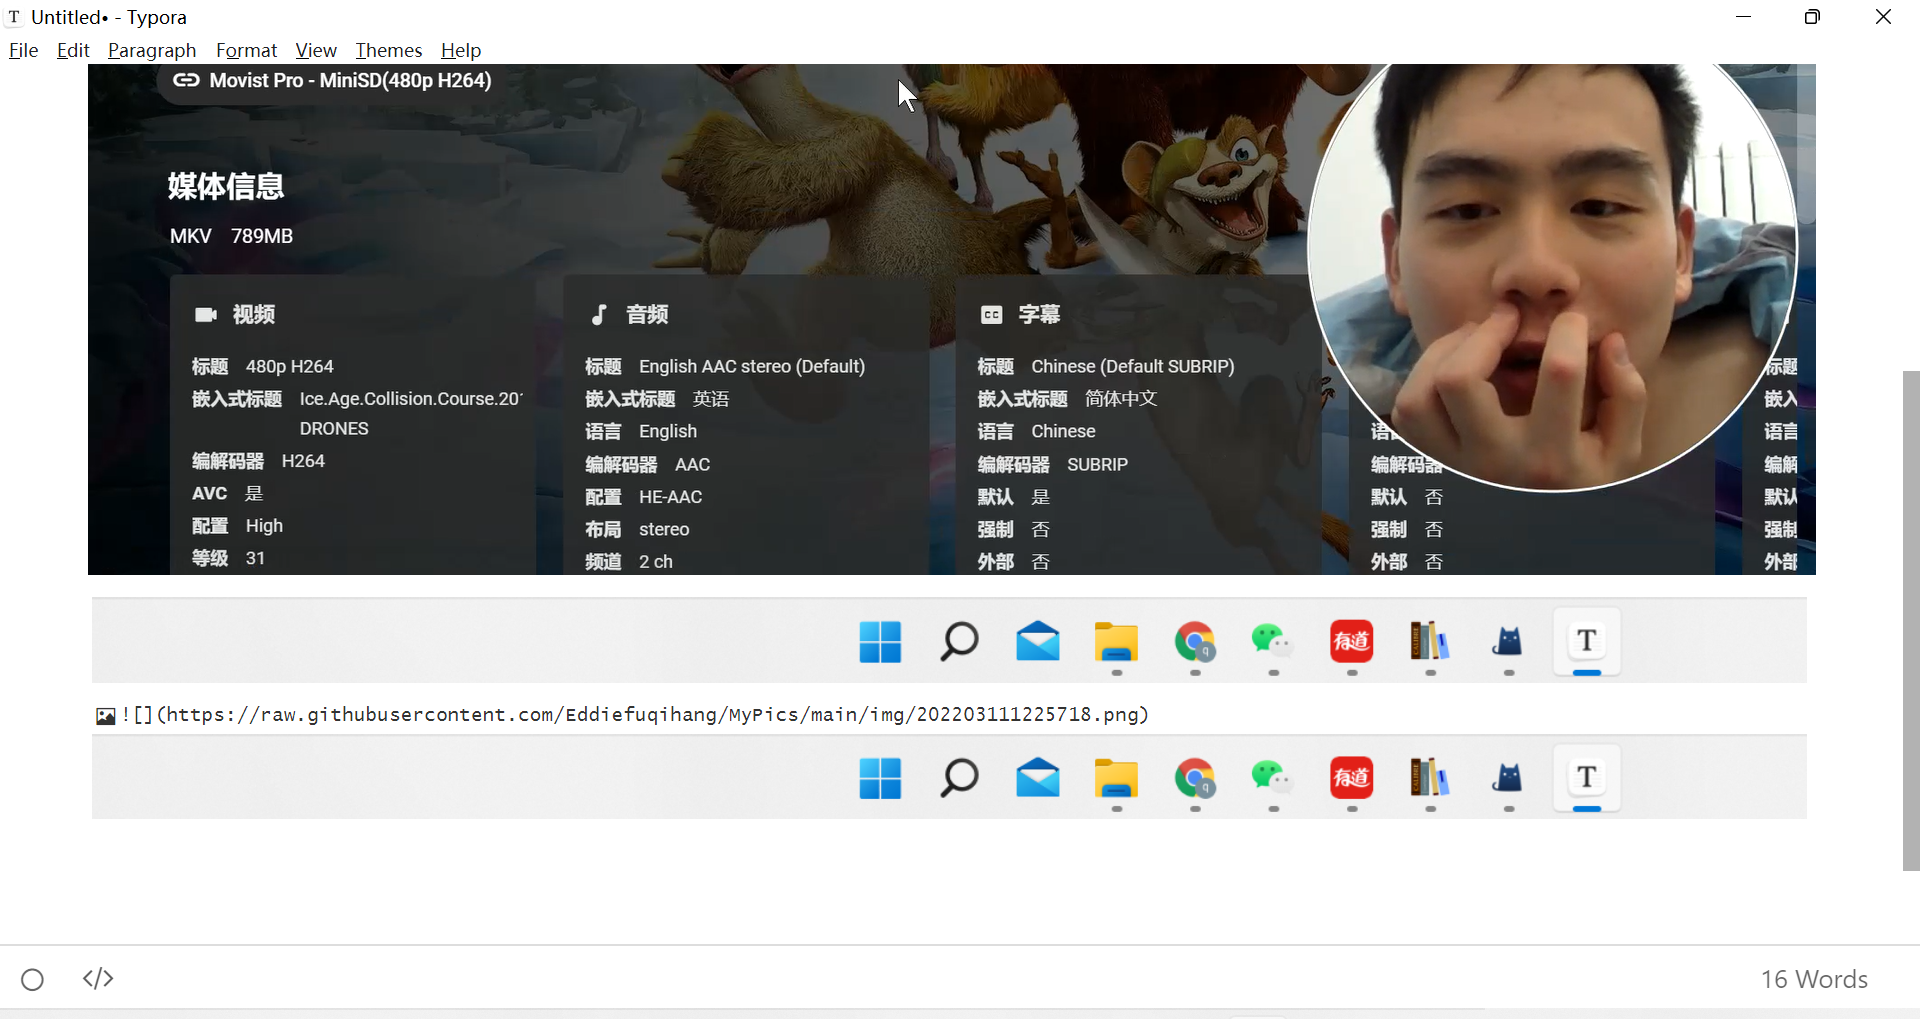 Untitled• - Typora
File Edit Paragraph Format View Themes Help
Movist Pro - MiniSD(480p H264)
媒体信息
MKV 789MB
视频
标题 480p H264
嵌入式标题 Ice.Age.Collision.Course.20
DRONES
编解码器 H264
AVC 是
配置 High
等级 31
音频
标题 English AAC stereo (Default)
嵌入式标题 英语
语言 English
编解码器 AAC
配置 HE-AAC
布局 stereo
频道 2 ch
字幕
标题 Chinese (Default SUBRIP)
嵌入式标题 简体中文
语言 Chinese
编解码器 SUBRIP
默认 是
强制 否
外部 否
编解码器
默认 否
强制 否
外部 否
标题
嵌入
语言
编解
默认
强制
外部
q 有道 CALIBRE T
![](https://raw.githubusercontent.com/Eddiefuqihang/MyPics/main/img/202203111225718.png)
q 有道 CALIBRE T
</> 16 Words